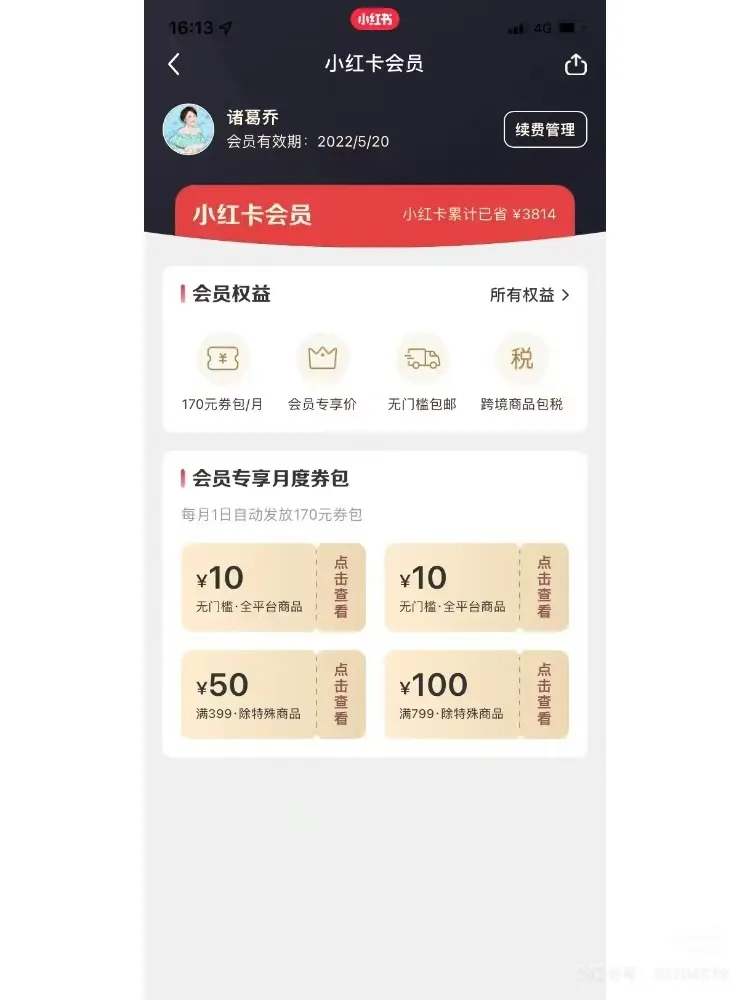 16:13
小红书
4G
小红卡会员
诸葛乔
会员有效期：2022/5/20
续费管理
小红卡会员
小红卡累计已省 ¥3814
会员权益
所有权益
¥
税
170元券包/月
会员专享价
无门槛包邮
跨境商品包税
会员专享月度券包
每月1日自动发放170元券包
¥10
无门槛·全平台商品
点击查看
¥10
无门槛·全平台商品
点击查看
¥50
满399·除特殊商品
点击查看
¥100
满799·除特殊商品
点击查看